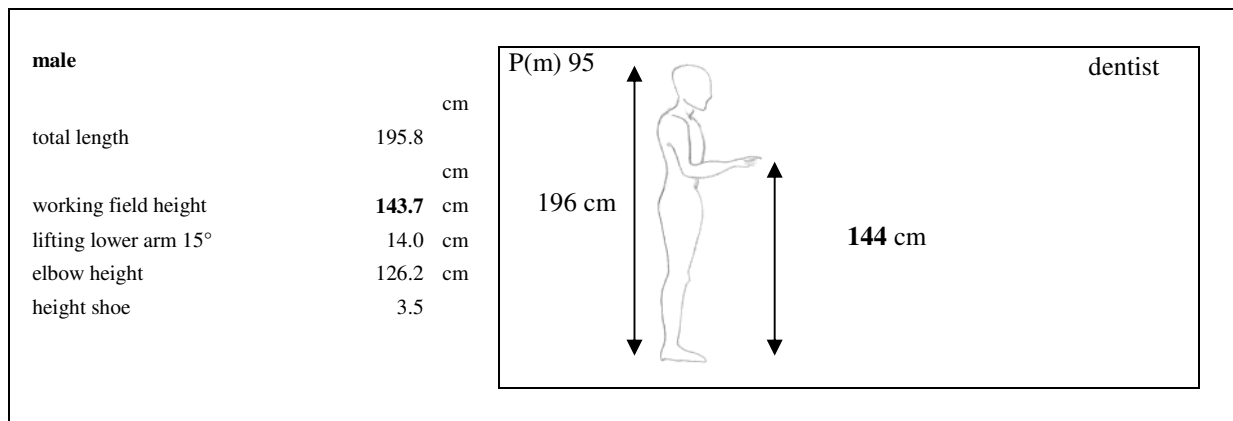 male
cm
total length 195.8
cm
working field height 143.7 cm
lifting lower arm 15° 14.0 cm
elbow height 126.2 cm
height shoe 3.5
P(m) 95 dentist
196 cm
144 cm